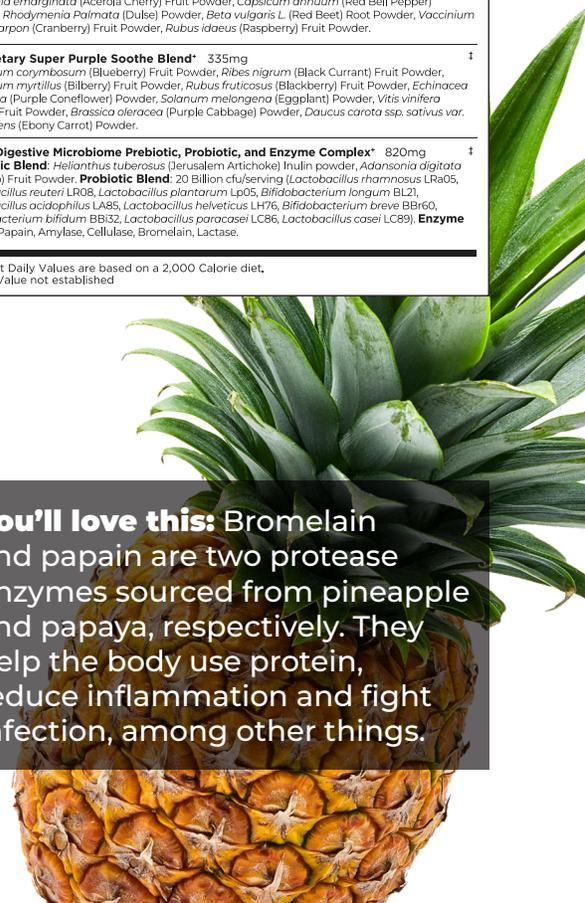 emarginata (Acerola Cherry) Fruit Powder, Capsicum annuum (Red Bell Pepper)
Rhodymenia Palmata (Dulse) Powder, Beta vulgaris L. (Red Beet) Root Powder, Vaccinium
arpon (Cranberry) Fruit Powder, Rubus idaeus (Raspberry) Fruit Powder.
etary Super Purple Soothe Blend⁺ 335mg ‡
um corymbosum (Blueberry) Fruit Powder, Ribes nigrum (Black Currant) Fruit Powder,
um myrtillus (Bilberry) Fruit Powder, Rubus fruticosus (Blackberry) Fruit Powder, Echinacea
a (Purple Coneflower) Powder, Solanum melongena (Eggplant) Powder, Vitis vinifera
Fruit Powder, Brassica oleracea (Purple Cabbage) Powder, Daucus carota ssp. sativus var.
ens (Ebony Carrot) Powder.
Digestive Microbiome Prebiotic, Probiotic, and Enzyme Complex⁺ 820mg ‡
ic Blend: Helianthus tuberosus (Jerusalem Artichoke) Inulin powder, Adansonia digitata
) Fruit Powder. Probiotic Blend: 20 Billion cfu/serving (Lactobacillus rhamnosus LRa05,
acillus reuteri LR08, Lactobacillus plantarum Lp05, Bifidobacterium longum BL21,
acillus acidophilus LA85, Lactobacillus helveticus LH76, Bifidobacterium breve BBr60,
acterium bifidum BBi32, Lactobacillus paracasei LC86, Lactobacillus casei LC89). Enzyme
Papain, Amylase, Cellulase, Bromelain, Lactase.
t Daily Values are based on a 2,000 Calorie diet.
Value not established
ou'll love this: Bromelain
nd papain are two protease
nzymes sourced from pineapple
nd papaya, respectively. They
elp the body use protein,
educe inflammation and fight
nfection, among other things.